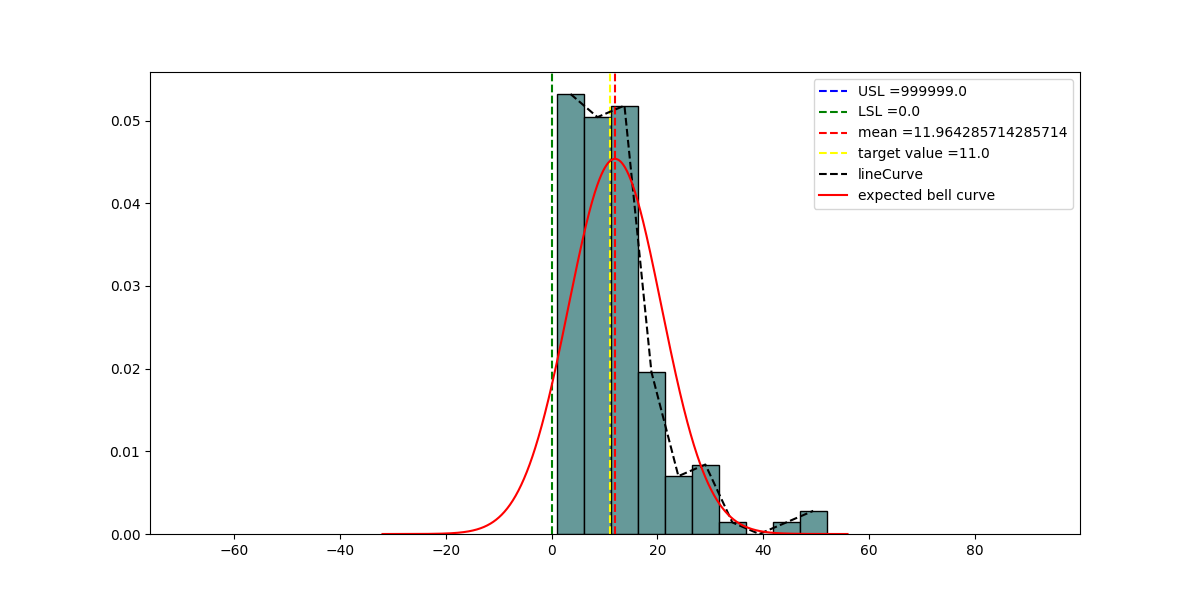 USL =999999.0
LSL =0.0
mean =11.964285714285714
target value =11.0
lineCurve
expected bell curve
0.05
0.04
0.03
0.02
0.01
0.00
−60 −40 −20 0 20 40 60 80